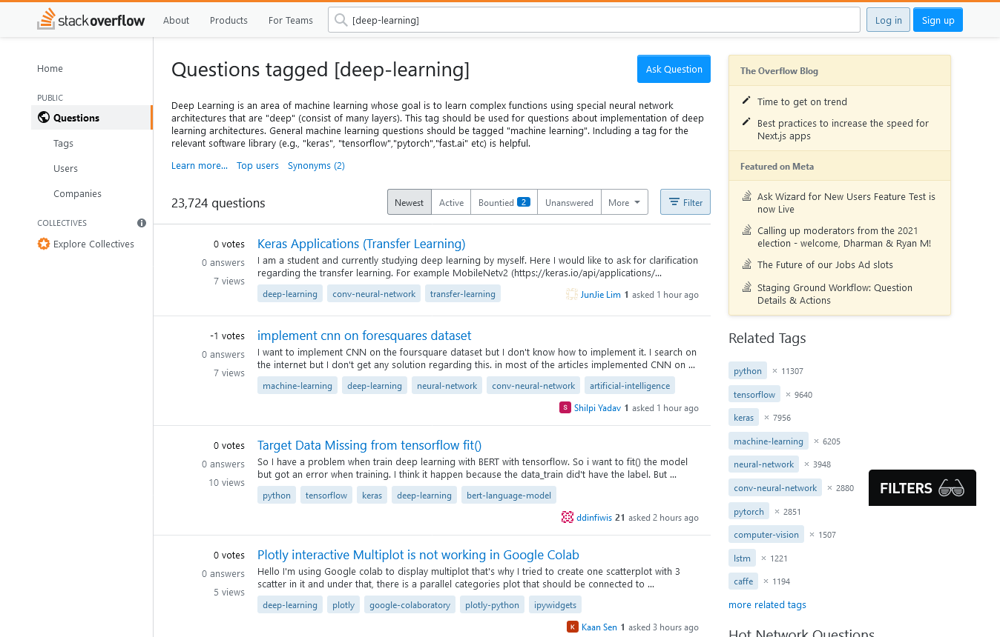 stackoverflow
About
Products
For Teams
[deep-learning]
Log in
Sign up
Home
PUBLIC
Questions
Tags
Users
Companies
COLLECTIVES
Explore Collectives
Questions tagged [deep-learning]
Ask Question
Deep Learning is an area of machine learning whose goal is to learn complex functions using special neural network
architectures that are "deep" (consist of many layers). This tag should be used for questions about implementation of deep
learning architectures. General machine learning questions should be tagged "machine learning". Including a tag for the
relevant software library (e.g., "keras", "tensorflow","pytorch","fast.ai" etc) is helpful.
Learn more... Top users Synonyms (2)
23,724 questions
Newest Active Bountied 2 Unanswered More
Filter
0 votes
0 answers
7 views
Keras Applications (Transfer Learning)
I am a student and currently studying deep learning by myself. Here I would like to ask for clarification
regarding the transfer learning. For example MobileNetv2 (https://keras.io/api/applications/...
deep-learning conv-neural-network transfer-learning
JunJie Lim 1 asked 1 hour ago
-1 votes
0 answers
7 views
implement cnn on foresquares dataset
I want to implement CNN on the foursquare dataset but I don't know how to implement it. I search on
the internet but I don't get any solution regarding this. in most of the articles implemented CNN on ...
machine-learning deep-learning neural-network conv-neural-network artificial-intelligence
S Shilpi Yadav 1 asked 1 hour ago
0 votes
0 answers
10 views
Target Data Missing from tensorflow fit()
So I have a problem when train deep learning with BERT with tensorflow. So i want to fit() the model
but got an error when training. I think it happen because the data_train did't have the label. But ...
python tensorflow keras deep-learning bert-language-model
ddinfiwis 21 asked 2 hours ago
0 votes
0 answers
5 views
Plotly interactive Multiplot is not working in Google Colab
Hello I'm using Google colab to display multiplot that's why I tried to create one scatterplot with 3
scatter in it and under that, there is a parallel categories plot that should be connected to ...
deep-learning plotly google-colaboratory plotly-python ipywidgets
K Kaan Sen 1 asked 3 hours ago
The Overflow Blog
Time to get on trend
Best practices to increase the speed for
Next.js apps
Featured on Meta
Ask Wizard for New Users Feature Test is
now Live
Calling up moderators from the 2021
election - welcome, Dharman & Ryan M!
The Future of our Jobs Ad slots
Staging Ground Workflow: Question
Details & Actions
Related Tags
python × 11307
tensorflow × 9640
keras × 7956
machine-learning × 6205
neural-network × 3948
conv-neural-network × 2880
pytorch × 2851
computer-vision × 1507
lstm × 1221
caffe × 1194
more related tags
Hot Network Questions
FILTERS